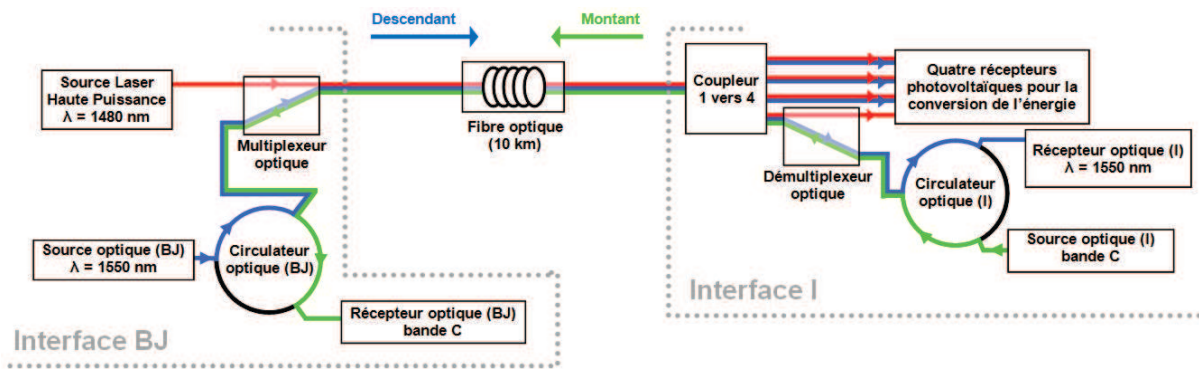 Descendant
Montant
Source Laser
Haute Puissance
λ = 1480 nm
Multiplexeur
optique
Fibre optique
(10 km)
Coupleur
1 vers 4
Quatre récepteurs
photovoltaïques pour la
conversion de l'énergie
Démultiplexeur
optique
Circulateur
optique (I)
Récepteur optique (I)
λ = 1550 nm
Source optique (I)
bande C
Source optique (BJ)
λ = 1550 nm
Circulateur
optique (BJ)
Récepteur optique (BJ)
bande C
Interface BJ
Interface I